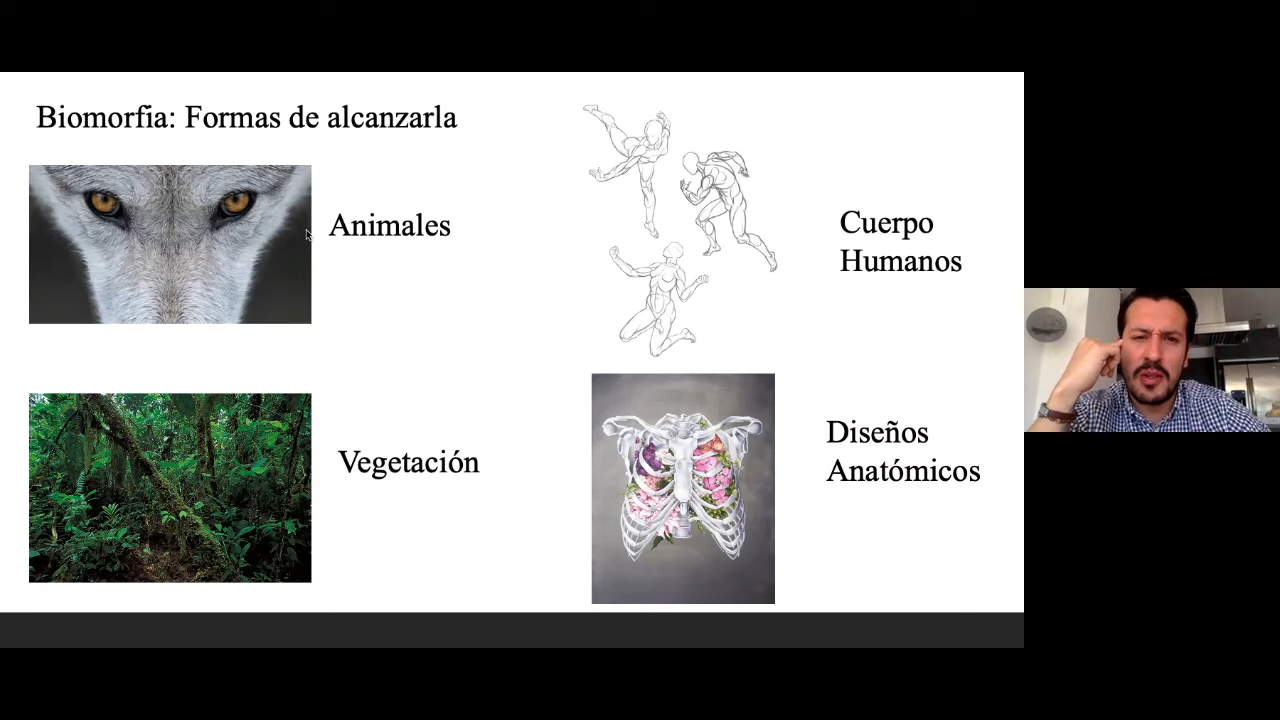 Biomorfia: Formas de alcanzarla
Animales
Cuerpo
Humanos
Vegetación
Diseños
Anatómicos